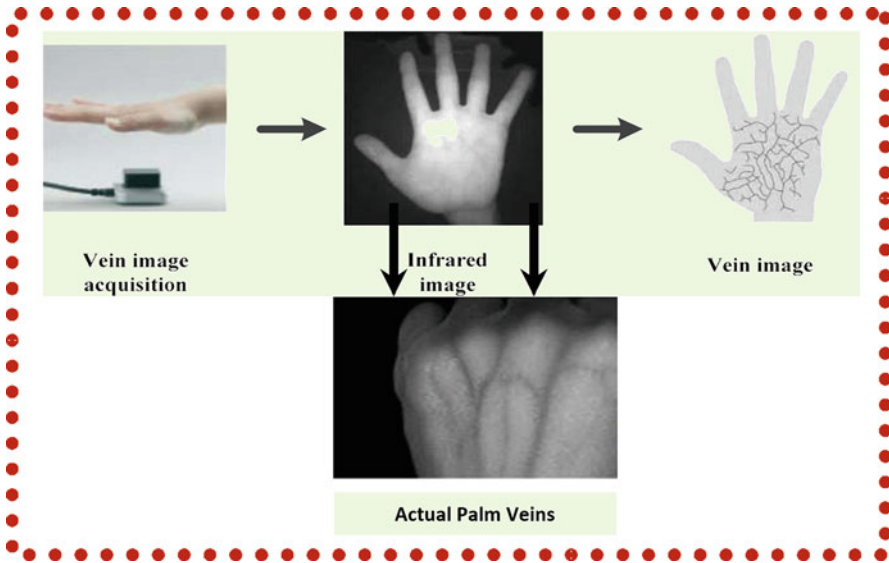 Vein image
acquisition
Infrared
image
Vein image
Actual Palm Veins